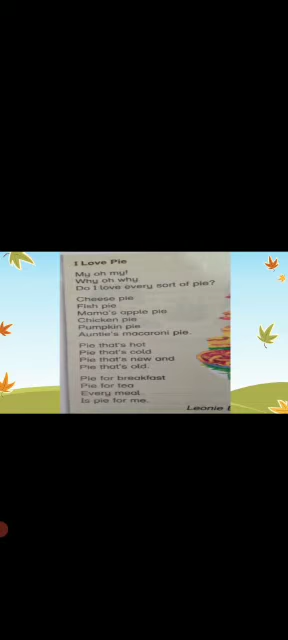 I Love Pie
My oh my!
Why oh why
Do I love every sort of pie?
Cheese pie
Fish pie
Mama's apple pie
Chicken pie
Pumpkin pie
Auntie's macaroni pie.
Pie that's hot
Pie that's cold
Pie that's new and
Pie that's old.
Pie for breakfast
Pie for tea
Every meal
Is pie for me.
Leonie